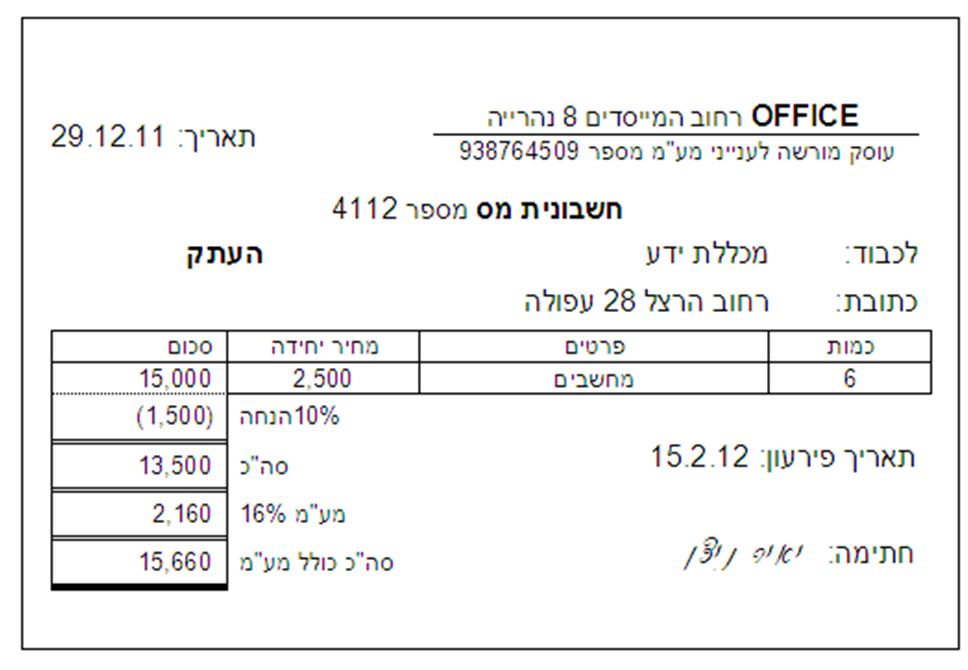 OFFICE רחוב המייסדים 8 נהרייה
עוסק מורשה לענייני מע"מ מספר 938764509
תאריך: 29.12.11
חשבונית מס מספר 4112
לכבוד: מכללת ידע
העתק
כתובת: רחוב הרצל 28 עפולה
כמות פרטים מחיר יחידה סכום
6 מחשבים 2,500 15,000
10%הנחה (1,500)
סה"כ 13,500
תאריך פירעון: 15.2.12
מע"מ 16% 2,160
סה"כ כולל מע"מ 15,660
חתימה: יאיר